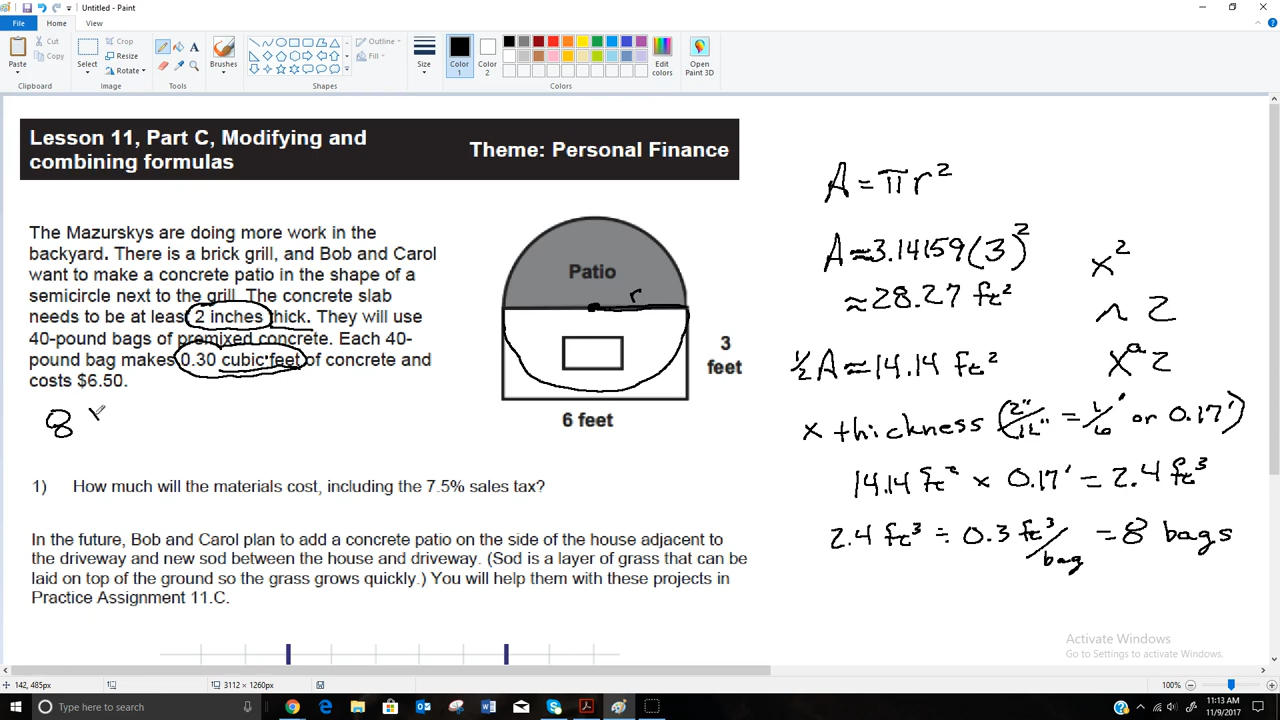 Untitled - Paint
File
Home
View
Paste
Cut
Copy
Clipboard
Select
Crop
Resize
Rotate
Image
Tools
Brushes
Shapes
Outline
Fill
Size
Color 1
Color 2
Edit colors
Open Paint 3D
Colors
Lesson 11, Part C, Modifying and
combining formulas
Theme: Personal Finance
The Mazurskys are doing more work in the
backyard. There is a brick grill, and Bob and Carol
want to make a concrete patio in the shape of a
semicircle next to the grill. The concrete slab
needs to be at least 2 inches thick. They will use
40-pound bags of premixed concrete. Each 40-
pound bag makes 0.30 cubic feet of concrete and
costs $6.50.
8 x
Patio
r
3
feet
6 feet
A = πr²
A ≈ 3.14159(3)²
≈ 28.27 ft²
½A ≈ 14.14 ft²
x thickness (2"/12" = 1/6' or 0.17')
14.14 ft² x 0.17' = 2.4 ft³
2.4 ft³ ÷ 0.3 ft³/bag = 8 bags
x²
~ 2
x^a 2
1) How much will the materials cost, including the 7.5% sales tax?
In the future, Bob and Carol plan to add a concrete patio on the side of the house adjacent to
the driveway and new sod between the house and driveway. (Sod is a layer of grass that can be
laid on top of the ground so the grass grows quickly.) You will help them with these projects in
Practice Assignment 11.C.
Activate Windows
Go to Settings to activate Windows.
142, 485px
3112 × 1260px
100%
Type here to search
11:13 AM
11/9/2017